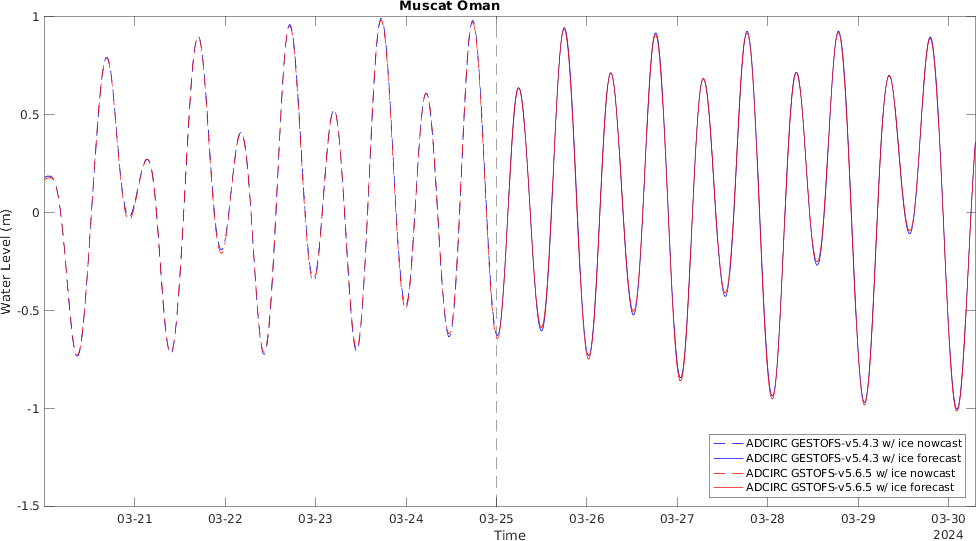 Muscat Oman
1
0.5
0
-0.5
-1
-1.5
Water Level (m)
03-21 03-22 03-23 03-24 03-25 03-26 03-27 03-28 03-29 03-30
2024
Time
ADCIRC GESTOFS-v5.4.3 w/ ice nowcast
ADCIRC GESTOFS-v5.4.3 w/ ice forecast
ADCIRC GSTOFS-v5.6.5 w/ ice nowcast
ADCIRC GSTOFS-v5.6.5 w/ ice forecast